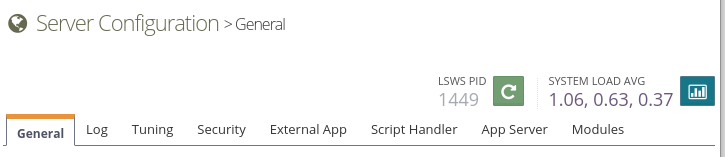 Server Configuration > General
LSWS PID
1449
SYSTEM LOAD AVG
1.06, 0.63, 0.37
General Log Tuning Security External App Script Handler App Server Modules